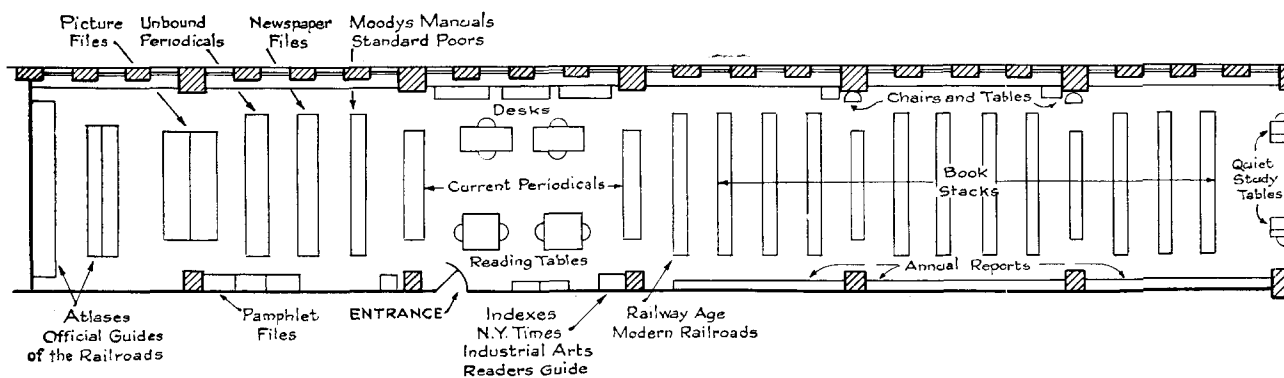 Picture
Files
Unbound
Periodicals
Newspaper
Files
Moodys Manuals
Standard Poors
Desks
Chairs and Tables
Current Periodicals
Book
Stacks
Quiet
Study
Tables
Reading Tables
Annual Reports
Atlases
Official Guides
of the Railroads
Pamphlet
Files
ENTRANCE
Indexes
N.Y. Times
Industrial Arts
Readers Guide
Railway Age
Modern Railroads